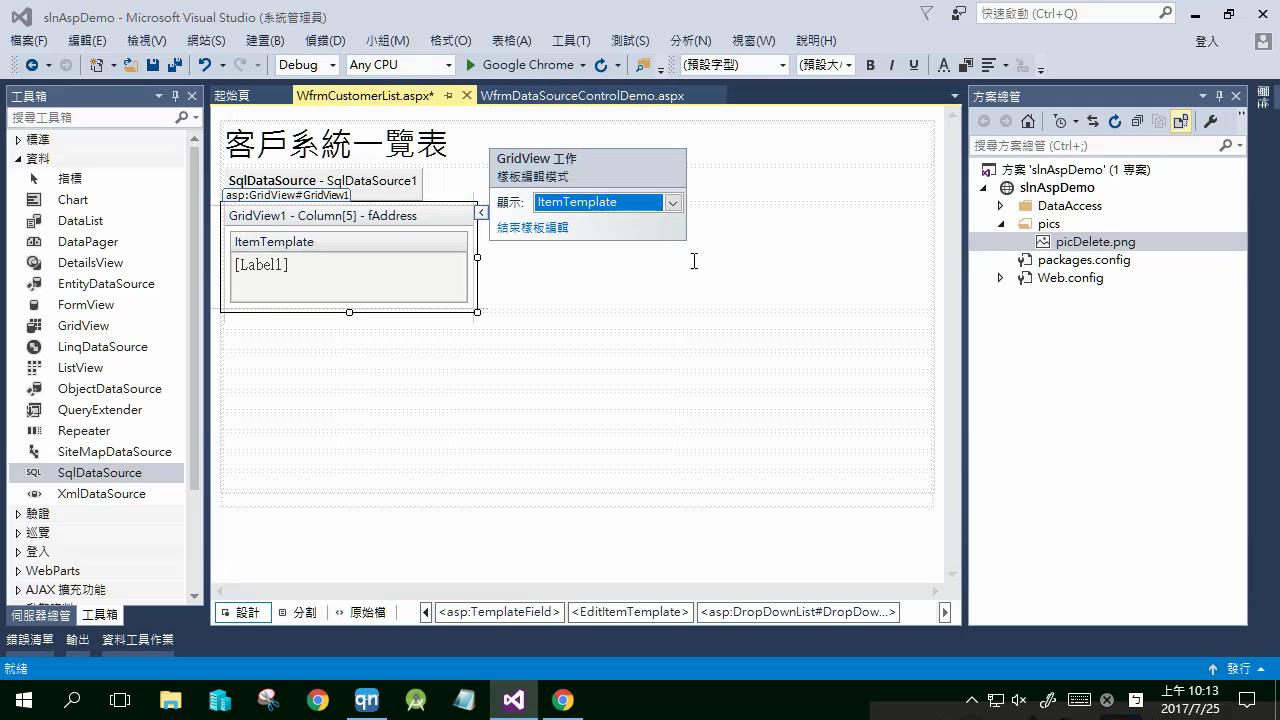 slnAspDemo - Microsoft Visual Studio (系統管理員)
快速啟動 (Ctrl+Q)
檔案(F) 編輯(E) 檢視(V) 網站(S) 建置(B) 偵錯(D) 小組(M) 格式(O) 表格(A) 工具(T) 測試(S) 分析(N) 視窗(W) 說明(H) 登入
Debug Any CPU Google Chrome (預設字型) (預設大/ B I U A
工具箱
搜尋工具箱
標準
資料
指標
Chart
DataList
DataPager
DetailsView
EntityDataSource
FormView
GridView
LinqDataSource
ListView
ObjectDataSource
QueryExtender
Repeater
SiteMapDataSource
SQL SqlDataSource
XmlDataSource
驗證
巡覽
登入
WebParts
AJAX 擴充功能
伺服器總管 工具箱
起始頁 WfrmCustomerList.aspx* WfrmDataSourceControlDemo.aspx
客戶系統一覽表
SqlDataSource - SqlDataSource1
asp:GridView#GridView1
GridView1 - Column[5] - fAddress
ItemTemplate
[Label1]
GridView 工作
樣板編輯模式
顯示: ItemTemplate
結束樣板編輯
設計 分割 原始檔 <asp:TemplateField> <EditItemTemplate> <asp:DropDownList#DropDow...>
方案總管
搜尋方案總管 (Ctrl+;)
方案 'slnAspDemo' (1 專案)
slnAspDemo
DataAccess
pics
picDelete.png
packages.config
Web.config
錯誤清單 輸出 資料工具作業
就緒 發行
qn
上午 10:13
2017/7/25